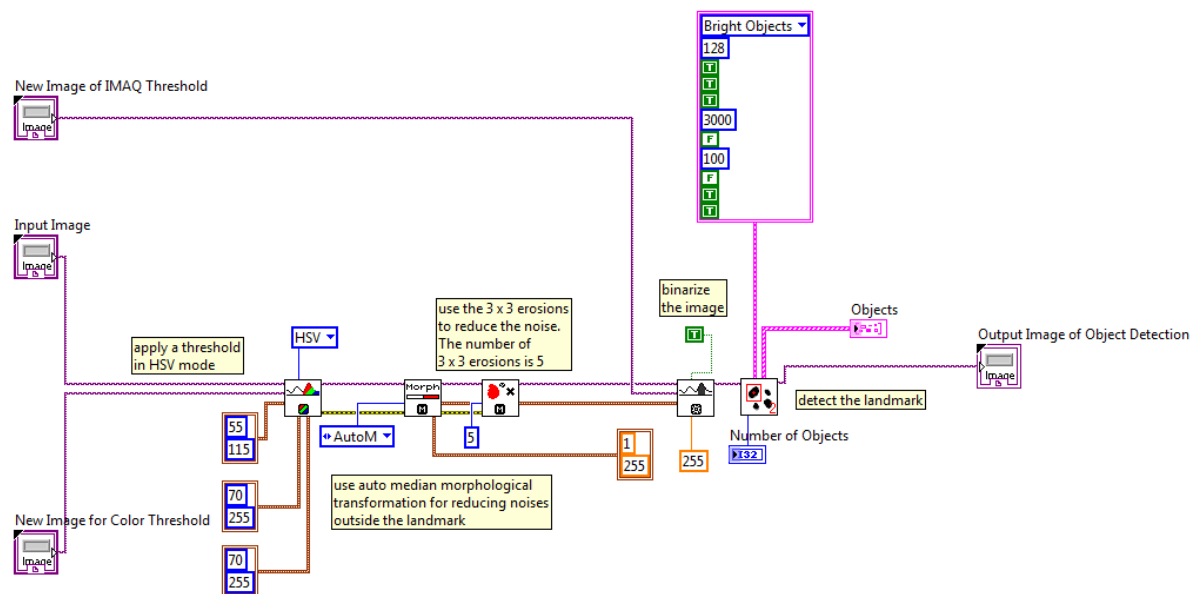 Bright Objects
128
T
T
T
3000
F
100
F
T
T
New Image of IMAQ Threshold
Image
Input Image
Image
binarize
the image
T
use the 3 x 3 erosions
to reduce the noise.
The number of
3 x 3 erosions is 5
HSV
apply a threshold
in HSV mode
Objects
Output Image of Object Detection
Image
Morph
M
M
2
detect the landmark
55
115
AutoM
5
1
255
255
Number of Objects
I32
70
255
use auto median morphological
transformation for reducing noises
outside the landmark
New Image for Color Threshold
Image
70
255